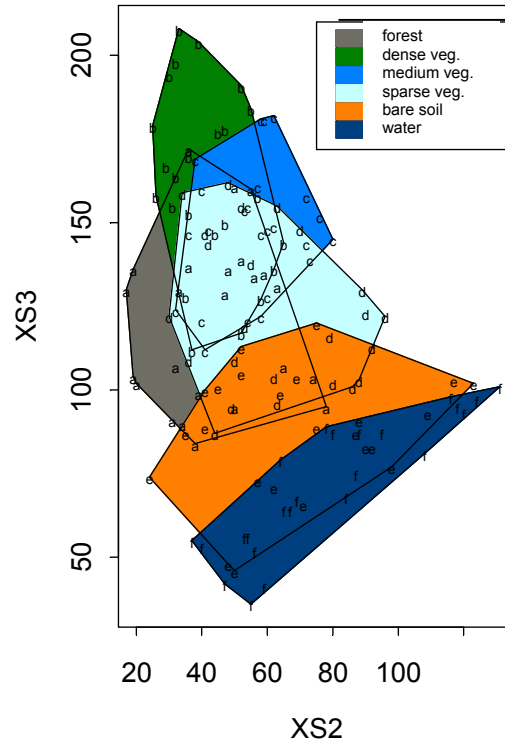 forest
dense veg.
medium veg.
sparse veg.
bare soil
water
200
150
100
50
XS3
20 40 60 80 100
XS2